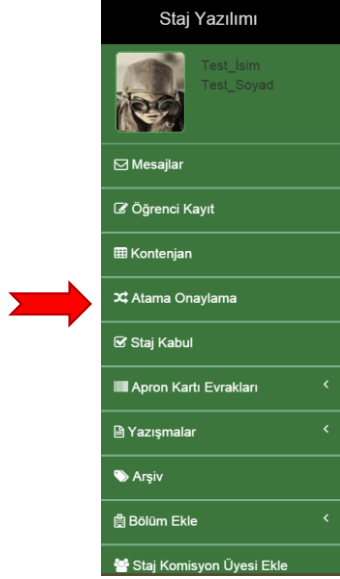 Staj Yazılımı
Test_İsim
Test_Soyad
Mesajlar
Öğrenci Kayıt
Kontenjan
Atama Onaylama
Staj Kabul
Apron Kartı Evrakları
Yazışmalar
Arşiv
Bölüm Ekle
Staj Komisyon Üyesi Ekle